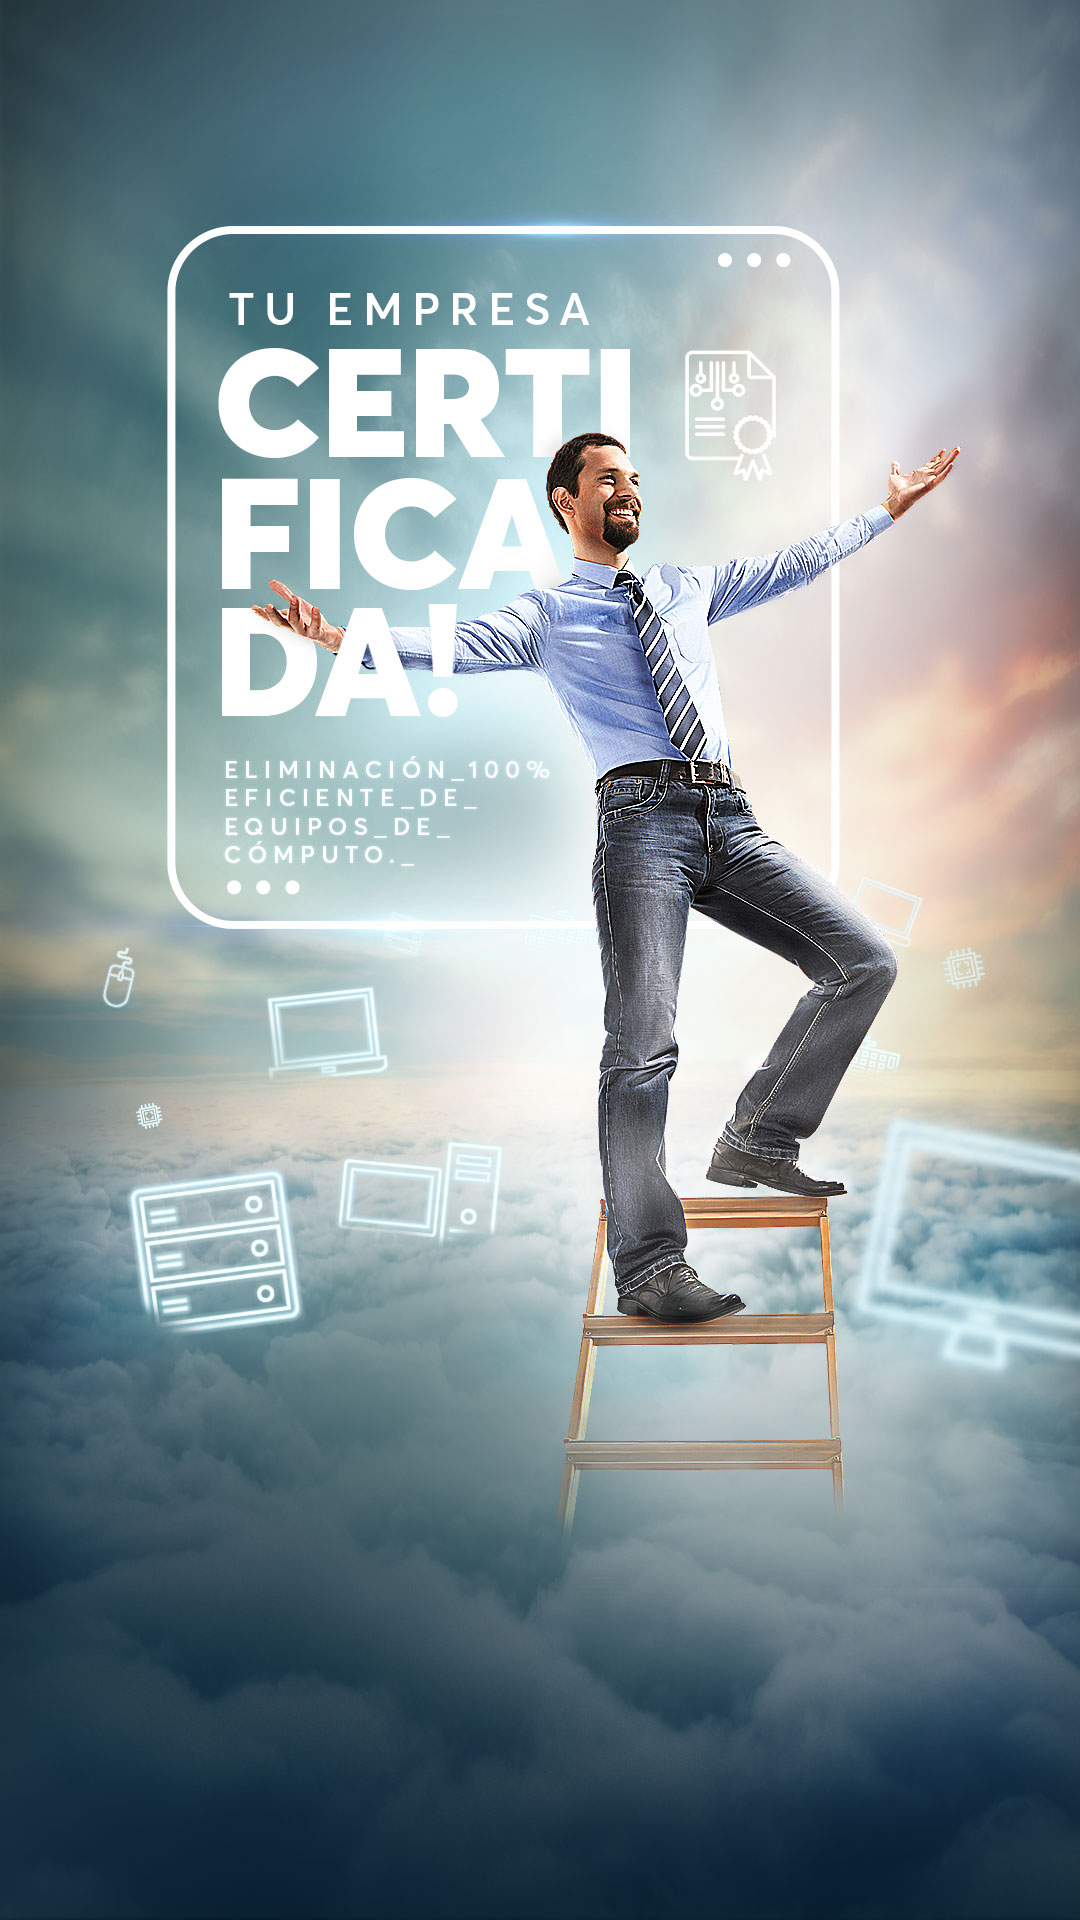 TU EMPRESA
CERTI
FICA
DA!
ELIMINACIÓN_100%
EFICIENTE_DE_
EQUIPOS_DE_
CÓMPUTO._